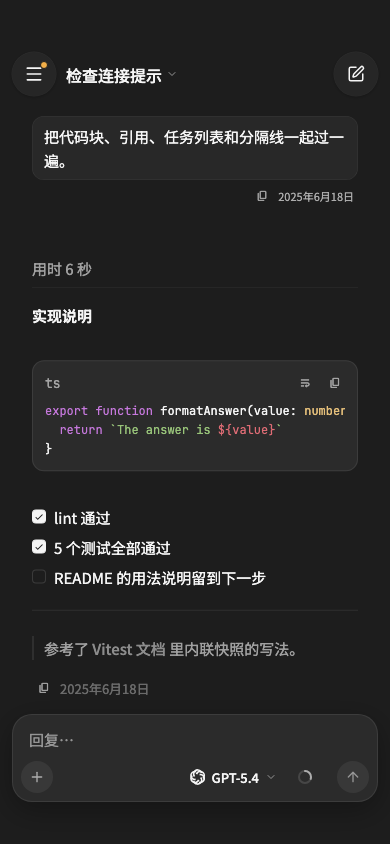 检查连接提示
把代码块、引用、任务列表和分隔线一起过一
遍。
2025年6月18日
用时 6 秒
实现说明
ts
export function formatAnswer(value: number
return `The answer is ${value}`
}
lint 通过
5 个测试全部通过
README 的用法说明留到下一步
参考了 Vitest 文档 里内联快照的写法。
2025年6月18日
回复…
GPT-5.4